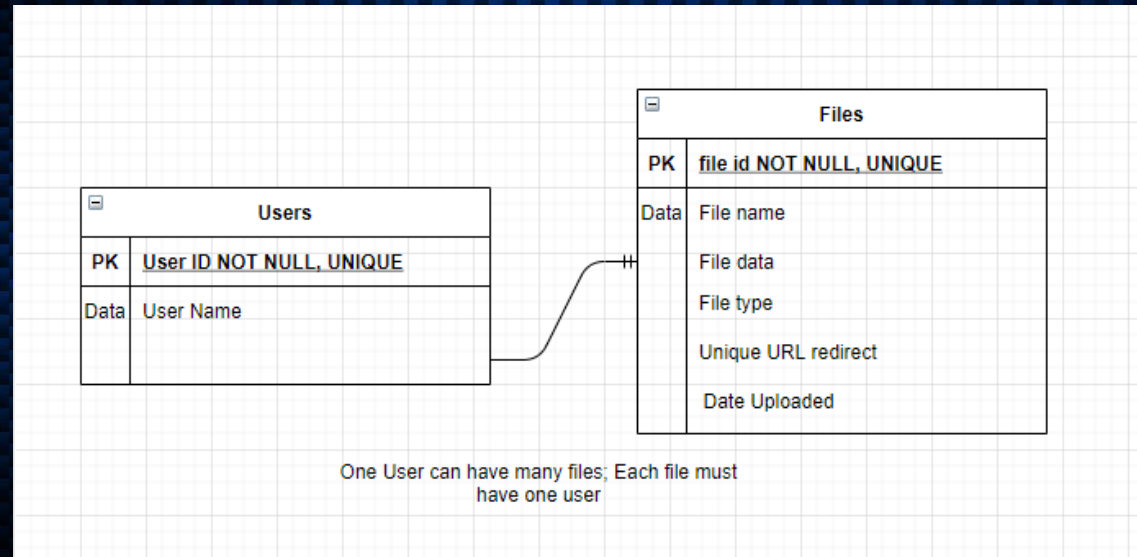 Users
PK User ID NOT NULL, UNIQUE
Data User Name
Files
PK file id NOT NULL, UNIQUE
Data File name
File data
File type
Unique URL redirect
Date Uploaded
One User can have many files; Each file must
have one user